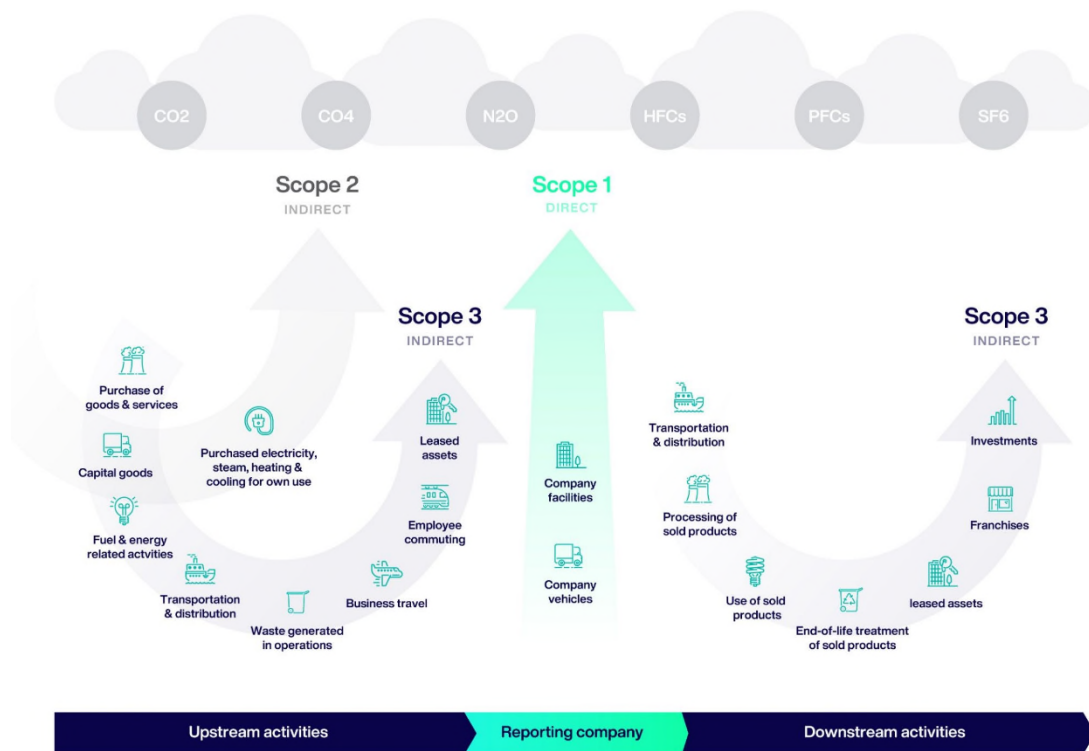 CO2
CO4
N2O
HFCs
PFCs
SF6
Scope 2
INDIRECT
Scope 1
DIRECT
Scope 3
INDIRECT
Scope 3
INDIRECT
Purchase of
goods & services
Capital goods
Fuel & energy
related actvities
Purchased electricity,
steam, heating &
cooling for own use
Transportation
& distribution
Waste generated
in operations
Business travel
Employee
commuting
Leased
assets
Company
facilities
Company
vehicles
Transportation
& distribution
Processing of
sold products
Use of sold
products
End-of-life treatment
of sold products
leased assets
Franchises
Investments
Upstream activities
Reporting company
Downstream activities